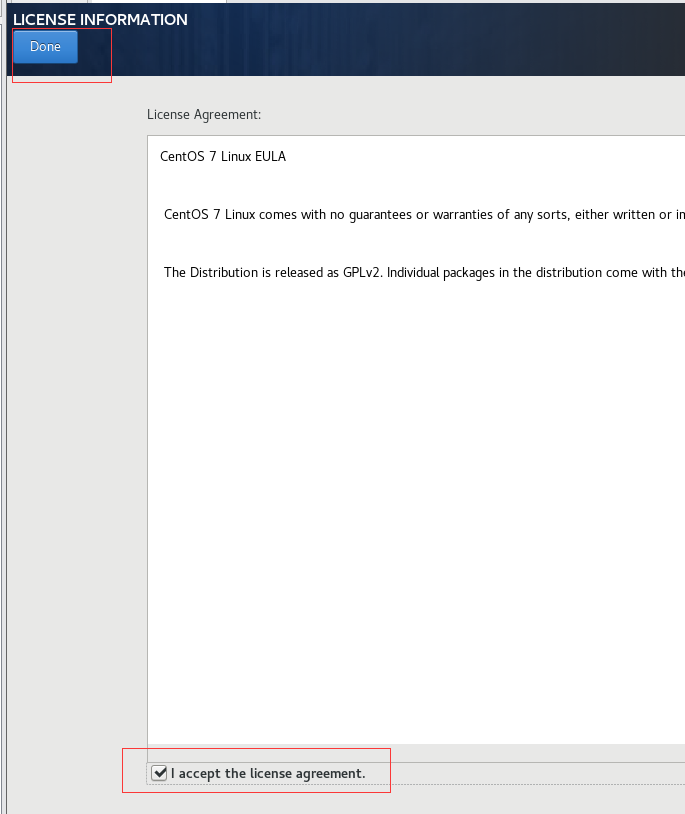 LICENSE INFORMATION
Done
License Agreement:
CentOS 7 Linux EULA
CentOS 7 Linux comes with no guarantees or warranties of any sorts, either written or
The Distribution is released as GPLv2. Individual packages in the distribution come with
I accept the license agreement.